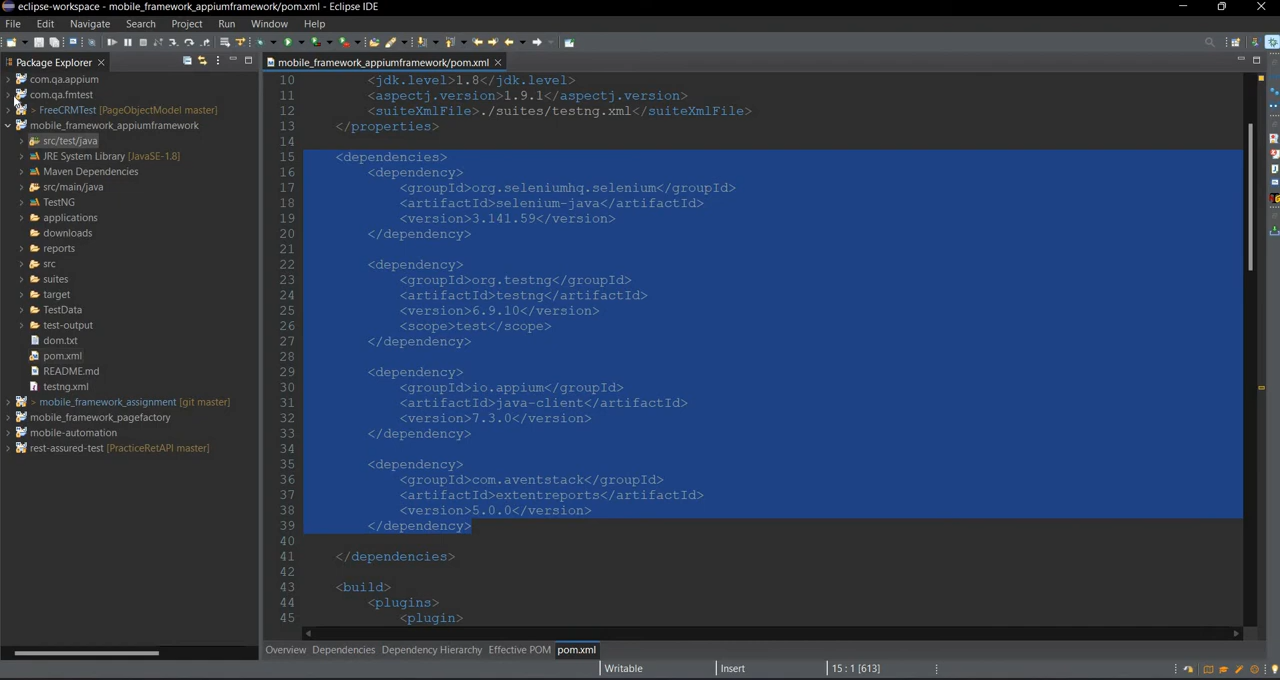 eclipse-workspace - mobile_framework_appiumframework/pom.xml - Eclipse IDE
File Edit Navigate Search Project Run Window Help
Package Explorer
mobile_framework_appiumframework/pom.xml
com.qa.appium
com.qa.fmtest
> FreeCRMTest [PageObjectModel master]
mobile_framework_appiumframework
src/test/java
JRE System Library [JavaSE-1.8]
Maven Dependencies
src/main/java
TestNG
applications
downloads
reports
src
suites
target
TestData
test-output
dom.txt
pom.xml
README.md
testng.xml
> mobile_framework_assignment [git master]
mobile_framework_pagefactory
mobile-automation
rest-assured-test [PracticeRetAPI master]
10 <jdk.level>1.8</jdk.level>
11 <aspectj.version>1.9.1</aspectj.version>
12 <suiteXmlFile>./suites/testng.xml</suiteXmlFile>
13 </properties>
14
15 <dependencies>
16 <dependency>
17 <groupId>org.seleniumhq.selenium</groupId>
18 <artifactId>selenium-java</artifactId>
19 <version>3.141.59</version>
20 </dependency>
21
22 <dependency>
23 <groupId>org.testng</groupId>
24 <artifactId>testng</artifactId>
25 <version>6.9.10</version>
26 <scope>test</scope>
27 </dependency>
28
29 <dependency>
30 <groupId>io.appium</groupId>
31 <artifactId>java-client</artifactId>
32 <version>7.3.0</version>
33 </dependency>
34
35 <dependency>
36 <groupId>com.aventstack</groupId>
37 <artifactId>extentreports</artifactId>
38 <version>5.0.0</version>
39 </dependency>
40
41 </dependencies>
42
43 <build>
44 <plugins>
45 <plugin>
Overview Dependencies Dependency Hierarchy Effective POM pom.xml
Writable Insert 15 : 1 [613]